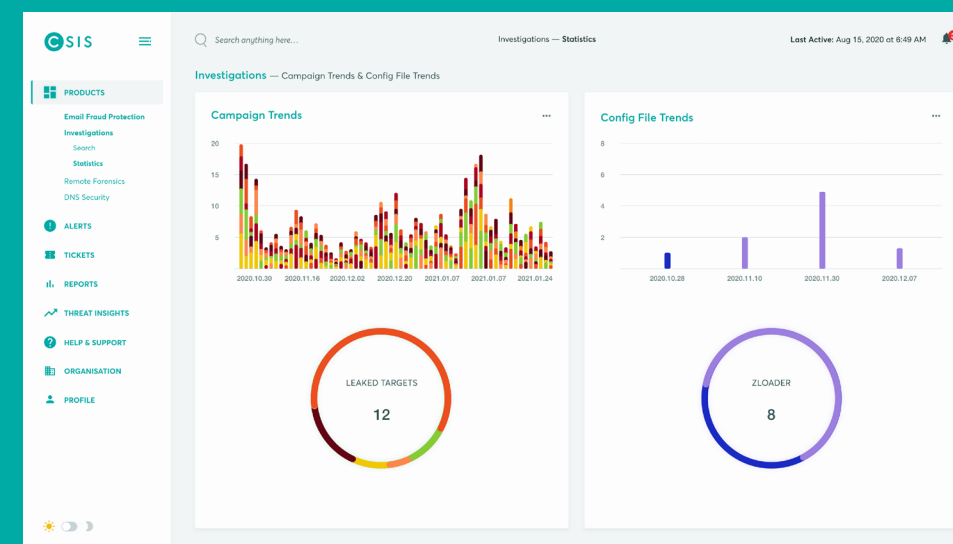 CSIS
Search anything here...
Investigations — Statistics
Last Active: Aug 15, 2020 at 6:49 AM
Investigations — Campaign Trends & Config File Trends
PRODUCTS
Email Fraud Protection
Investigations
Search
Statistics
Remote Forensics
DNS Security
ALERTS
TICKETS
REPORTS
THREAT INSIGHTS
HELP & SUPPORT
ORGANISATION
PROFILE
Campaign Trends
20
15
10
5
2020.10.30 2020.11.16 2020.12.02 2020.12.20 2021.01.07 2021.01.07 2021.01.24
LEAKED TARGETS
12
Config File Trends
8
6
4
2
2020.10.28 2020.11.10 2020.11.30 2020.12.07
ZLOADER
8